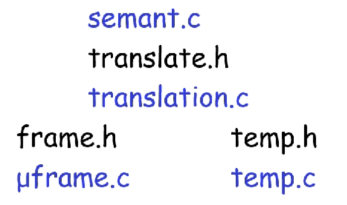 semant.c
translate.h
translation.c
frame.h temp.h
μframe.c temp.c